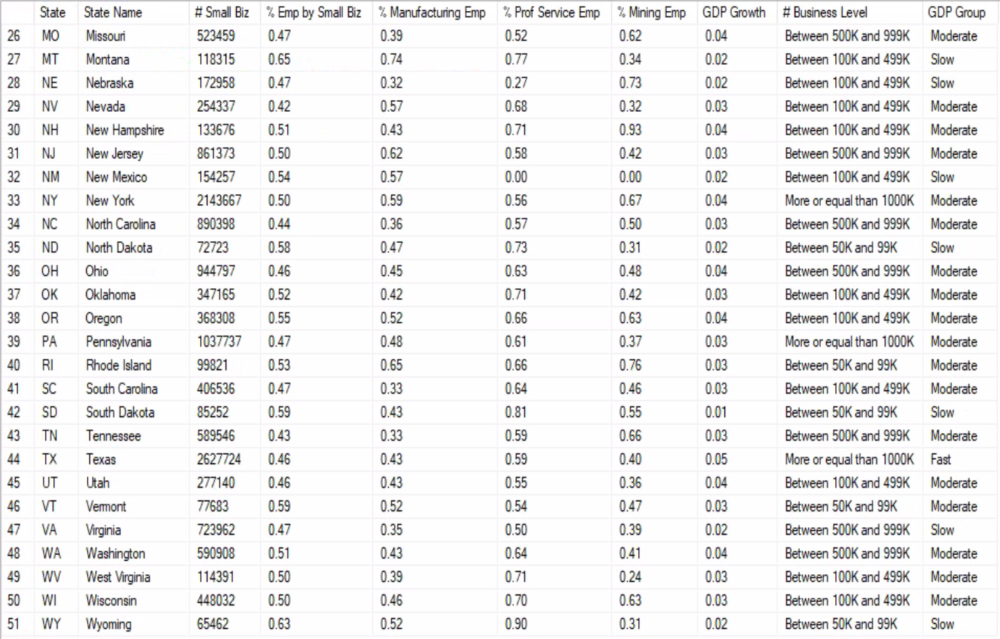 State State Name # Small Biz % Emp by Small Biz % Manufacturing Emp % Prof Service Emp % Mining Emp GDP Growth # Business Level GDP Group
26 MO Missouri 523459 0.47 0.39 0.52 0.62 0.04 Between 500K and 999K Moderate
27 MT Montana 118315 0.65 0.74 0.77 0.34 0.02 Between 100K and 499K Slow
28 NE Nebraska 172958 0.47 0.32 0.27 0.73 0.02 Between 100K and 499K Slow
29 NV Nevada 254337 0.42 0.57 0.68 0.32 0.03 Between 100K and 499K Moderate
30 NH New Hampshire 133676 0.51 0.43 0.71 0.93 0.04 Between 100K and 499K Moderate
31 NJ New Jersey 861373 0.50 0.62 0.58 0.42 0.03 Between 500K and 999K Moderate
32 NM New Mexico 154257 0.54 0.57 0.00 0.00 0.02 Between 100K and 499K Slow
33 NY New York 2143667 0.50 0.59 0.56 0.67 0.04 More or equal than 1000K Moderate
34 NC North Carolina 890398 0.44 0.36 0.57 0.50 0.03 Between 500K and 999K Moderate
35 ND North Dakota 72723 0.58 0.47 0.73 0.31 0.02 Between 50K and 99K Slow
36 OH Ohio 944797 0.46 0.45 0.63 0.48 0.04 Between 500K and 999K Moderate
37 OK Oklahoma 347165 0.52 0.42 0.71 0.42 0.03 Between 100K and 499K Moderate
38 OR Oregon 368308 0.55 0.52 0.66 0.63 0.04 Between 100K and 499K Moderate
39 PA Pennsylvania 1037737 0.47 0.48 0.61 0.37 0.03 More or equal than 1000K Moderate
40 RI Rhode Island 99821 0.53 0.65 0.66 0.76 0.03 Between 50K and 99K Moderate
41 SC South Carolina 406536 0.47 0.33 0.64 0.46 0.03 Between 100K and 499K Moderate
42 SD South Dakota 85252 0.59 0.43 0.81 0.55 0.01 Between 50K and 99K Slow
43 TN Tennessee 589546 0.43 0.33 0.59 0.66 0.03 Between 500K and 999K Moderate
44 TX Texas 2627724 0.46 0.43 0.59 0.40 0.05 More or equal than 1000K Fast
45 UT Utah 277140 0.46 0.43 0.55 0.36 0.04 Between 100K and 499K Moderate
46 VT Vermont 77683 0.59 0.52 0.54 0.47 0.03 Between 50K and 99K Moderate
47 VA Virginia 723962 0.47 0.35 0.50 0.39 0.02 Between 500K and 999K Slow
48 WA Washington 590908 0.51 0.43 0.64 0.41 0.04 Between 500K and 999K Moderate
49 WV West Virginia 114391 0.50 0.39 0.71 0.24 0.03 Between 100K and 499K Moderate
50 WI Wisconsin 448032 0.50 0.46 0.70 0.63 0.03 Between 100K and 499K Moderate
51 WY Wyoming 65462 0.63 0.52 0.90 0.31 0.02 Between 50K and 99K Slow